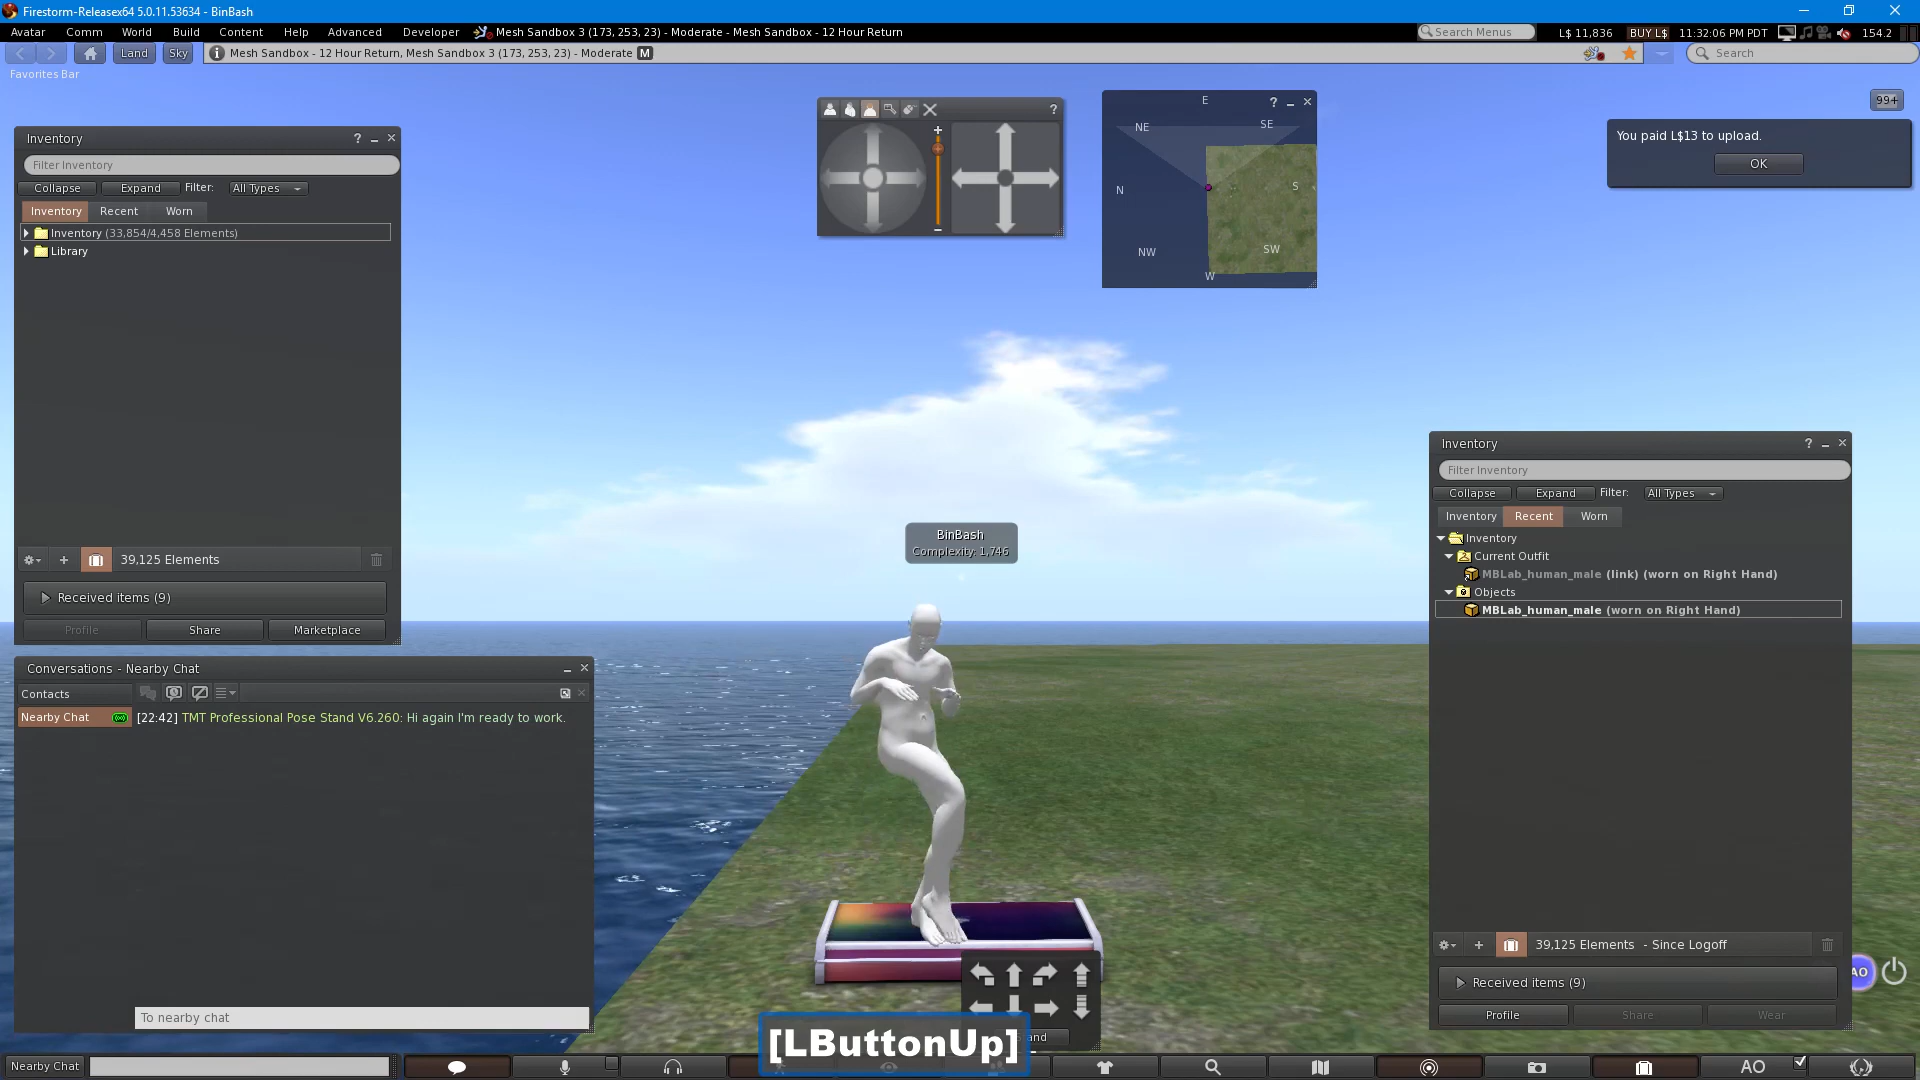 Firestorm-Releasex64 5.0.11.53634 - BinBash
Avatar Comm World Build Content Help Advanced Developer Mesh Sandbox 3 (173, 253, 23) - Moderate - Mesh Sandbox - 12 Hour Return
Search Menus L$ 11,836 BUY L$ 11:32:06 PM PDT 154.2
Land Sky Mesh Sandbox - 12 Hour Return, Mesh Sandbox 3 (173, 253, 23) - Moderate M Search
Favorites Bar
?
E ?
NE SE
N S
NW SW
W
99+
You paid L$13 to upload.
OK
Inventory ?
Filter Inventory
Collapse Expand Filter: All Types
Inventory Recent Worn
Inventory (33,854/4,458 Elements)
Library
39,125 Elements
Received items (9)
Profile Share Marketplace
BinBash
Complexity: 1,746
Inventory ?
Filter Inventory
Collapse Expand Filter: All Types
Inventory Recent Worn
Inventory
Current Outfit
MBLab_human_male (link) (worn on Right Hand)
Objects
MBLab_human_male (worn on Right Hand)
39,125 Elements - Since Logoff
Received items (9)
Profile Share Wear
AO
Conversations - Nearby Chat
Contacts
Nearby Chat [22:42] TMT Professional Pose Stand V6.260: Hi again I'm ready to work.
To nearby chat
[LButtonUp]
Nearby Chat AO